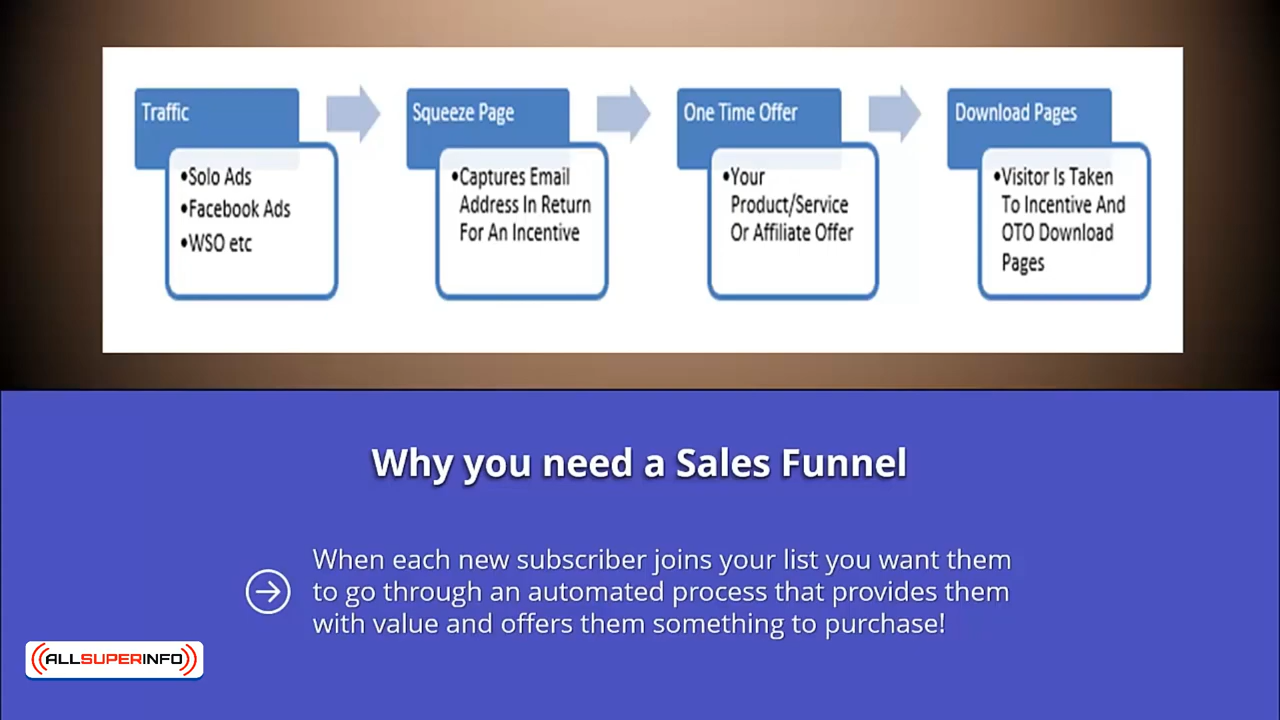 Traffic
•Solo Ads
•Facebook Ads
•WSO etc
Squeeze Page
•Captures Email
Address In Return
For An Incentive
One Time Offer
•Your
Product/Service
Or Affiliate Offer
Download Pages
•Visitor Is Taken
To Incentive And
OTO Download
Pages
Why you need a Sales Funnel
When each new subscriber joins your list you want them
to go through an automated process that provides them
with value and offers them something to purchase!
ALLSUPERINFO